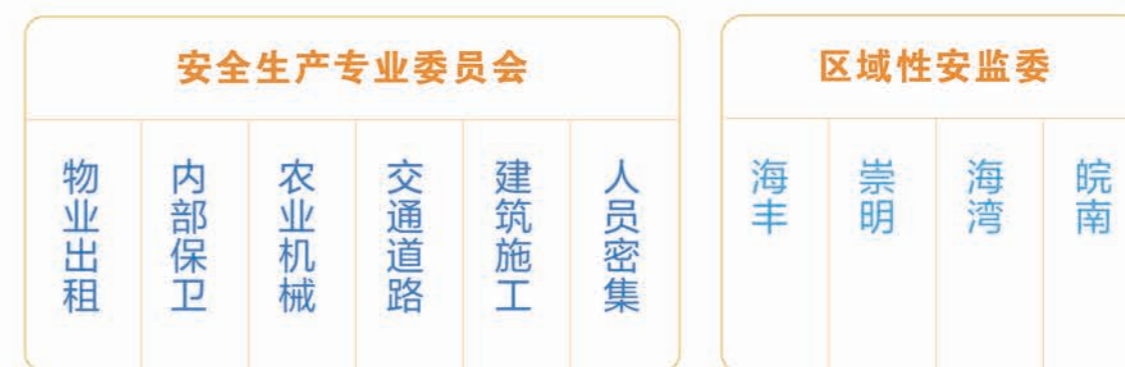 安全生产专业委员会
物业出租
内部保卫
农业机械
交通道路
建筑施工
人员密集
区域性安监委
海丰
崇明
海湾
皖南